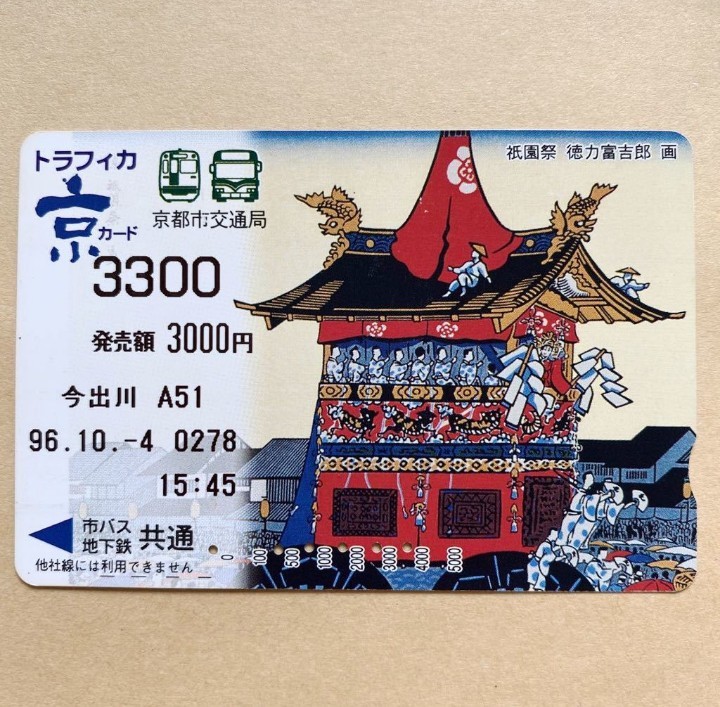 トラフィカ
京カード
京都市交通局
祇園祭 徳力富吉郎 画
3300
発売額 3000円
今出川 A51
96.10.-4 0278
15:45
市バス
地下鉄 共通
他社線には利用できません
0 100 500 1000 2000 3000 4000 5000